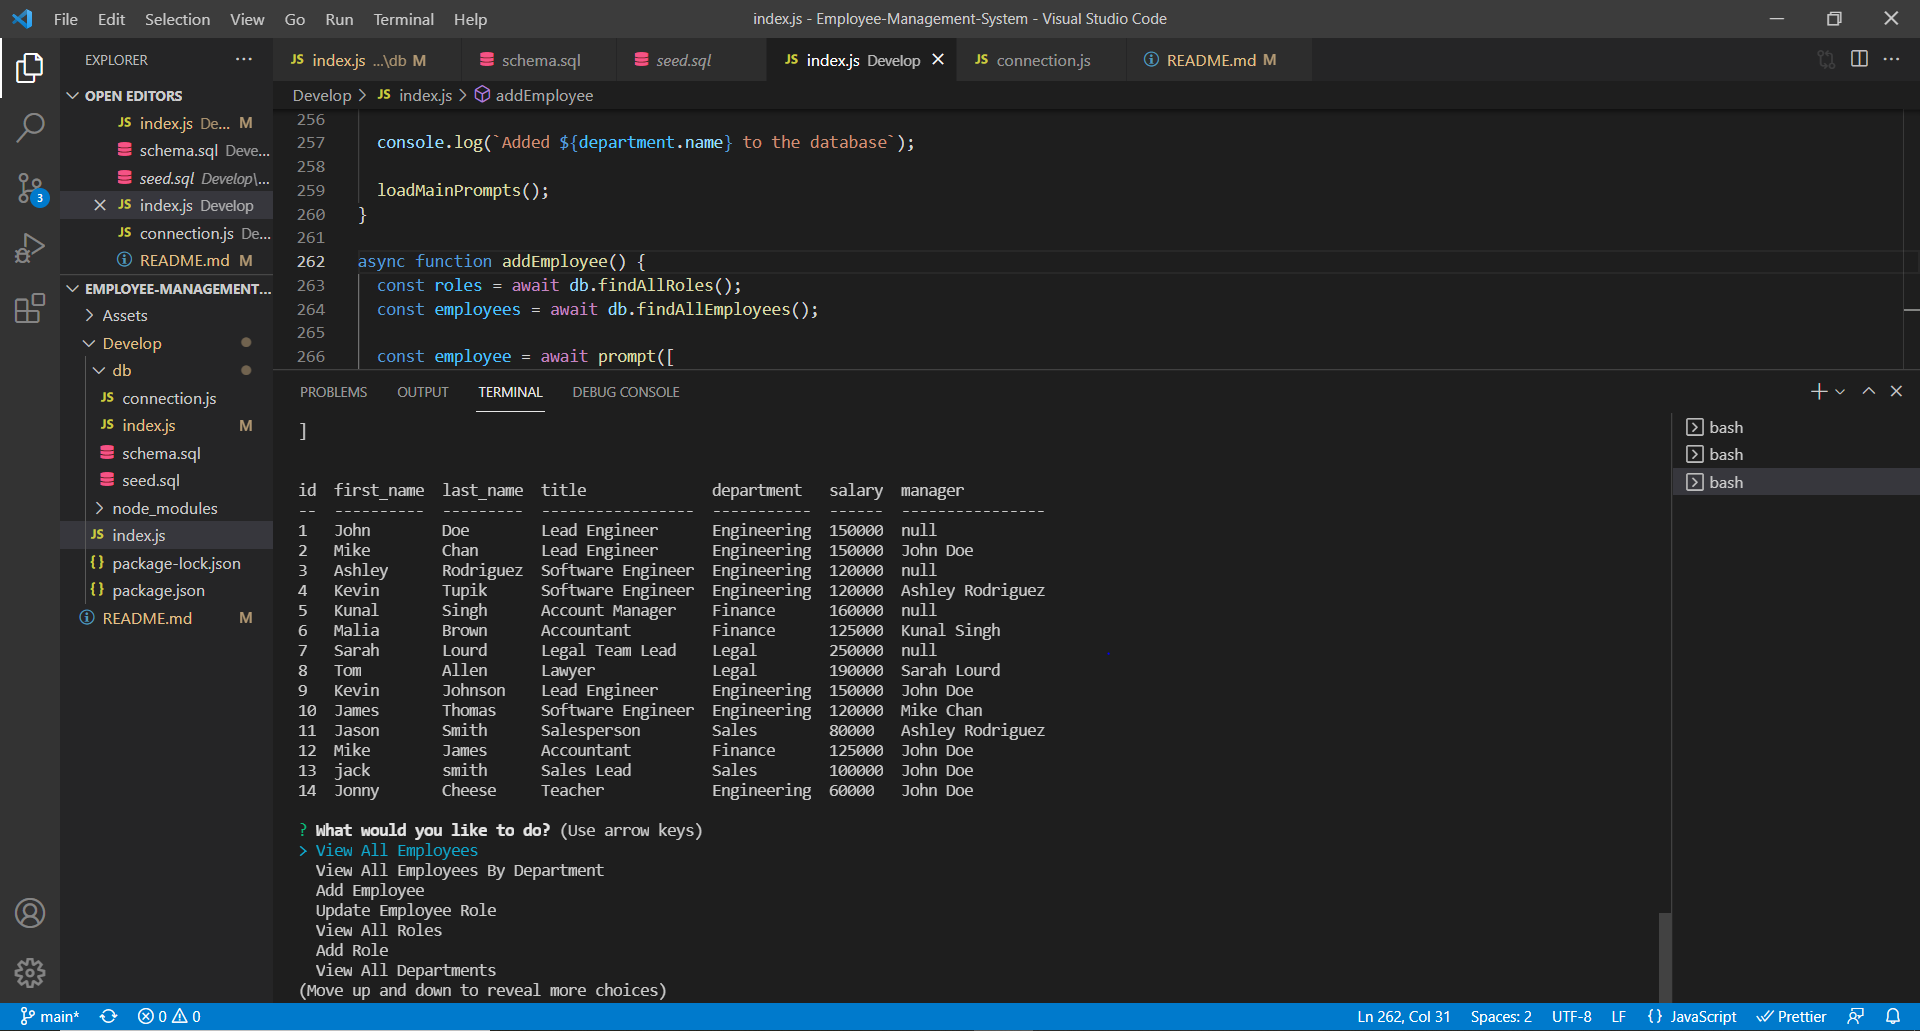 File Edit Selection View Go Run Terminal Help
index.js - Employee-Management-System - Visual Studio Code
EXPLORER ···
JS index.js ...\db M
schema.sql
seed.sql
JS index.js Develop
JS connection.js
README.md M
OPEN EDITORS
JS index.js De... M
schema.sql Deve...
seed.sql Develop\...
JS index.js Develop
JS connection.js De...
README.md M
3
EMPLOYEE-MANAGEMENT...
Assets
Develop
db
JS connection.js
JS index.js M
schema.sql
seed.sql
node_modules
JS index.js
{} package-lock.json
{} package.json
README.md M
Develop > JS index.js > addEmployee
256
257 console.log(`Added ${department.name} to the database`);
258
259 loadMainPrompts();
260 }
261
262 async function addEmployee() {
263 const roles = await db.findAllRoles();
264 const employees = await db.findAllEmployees();
265
266 const employee = await prompt([
PROBLEMS OUTPUT TERMINAL DEBUG CONSOLE
bash
bash
bash
]
id first_name last_name title department salary manager
-- ---------- --------- ----------------- ----------- ------ ----------------
1 John Doe Lead Engineer Engineering 150000 null
2 Mike Chan Lead Engineer Engineering 150000 John Doe
3 Ashley Rodriguez Software Engineer Engineering 120000 null
4 Kevin Tupik Software Engineer Engineering 120000 Ashley Rodriguez
5 Kunal Singh Account Manager Finance 160000 null
6 Malia Brown Accountant Finance 125000 Kunal Singh
7 Sarah Lourd Legal Team Lead Legal 250000 null
8 Tom Allen Lawyer Legal 190000 Sarah Lourd
9 Kevin Johnson Lead Engineer Engineering 150000 John Doe
10 James Thomas Software Engineer Engineering 120000 Mike Chan
11 Jason Smith Salesperson Sales 80000 Ashley Rodriguez
12 Mike James Accountant Finance 125000 John Doe
13 jack smith Sales Lead Sales 100000 John Doe
14 Jonny Cheese Teacher Engineering 60000 John Doe
? What would you like to do? (Use arrow keys)
> View All Employees
View All Employees By Department
Add Employee
Update Employee Role
View All Roles
Add Role
View All Departments
(Move up and down to reveal more choices)
main* 0 0 Ln 262, Col 31 Spaces: 2 UTF-8 LF {} JavaScript Prettier